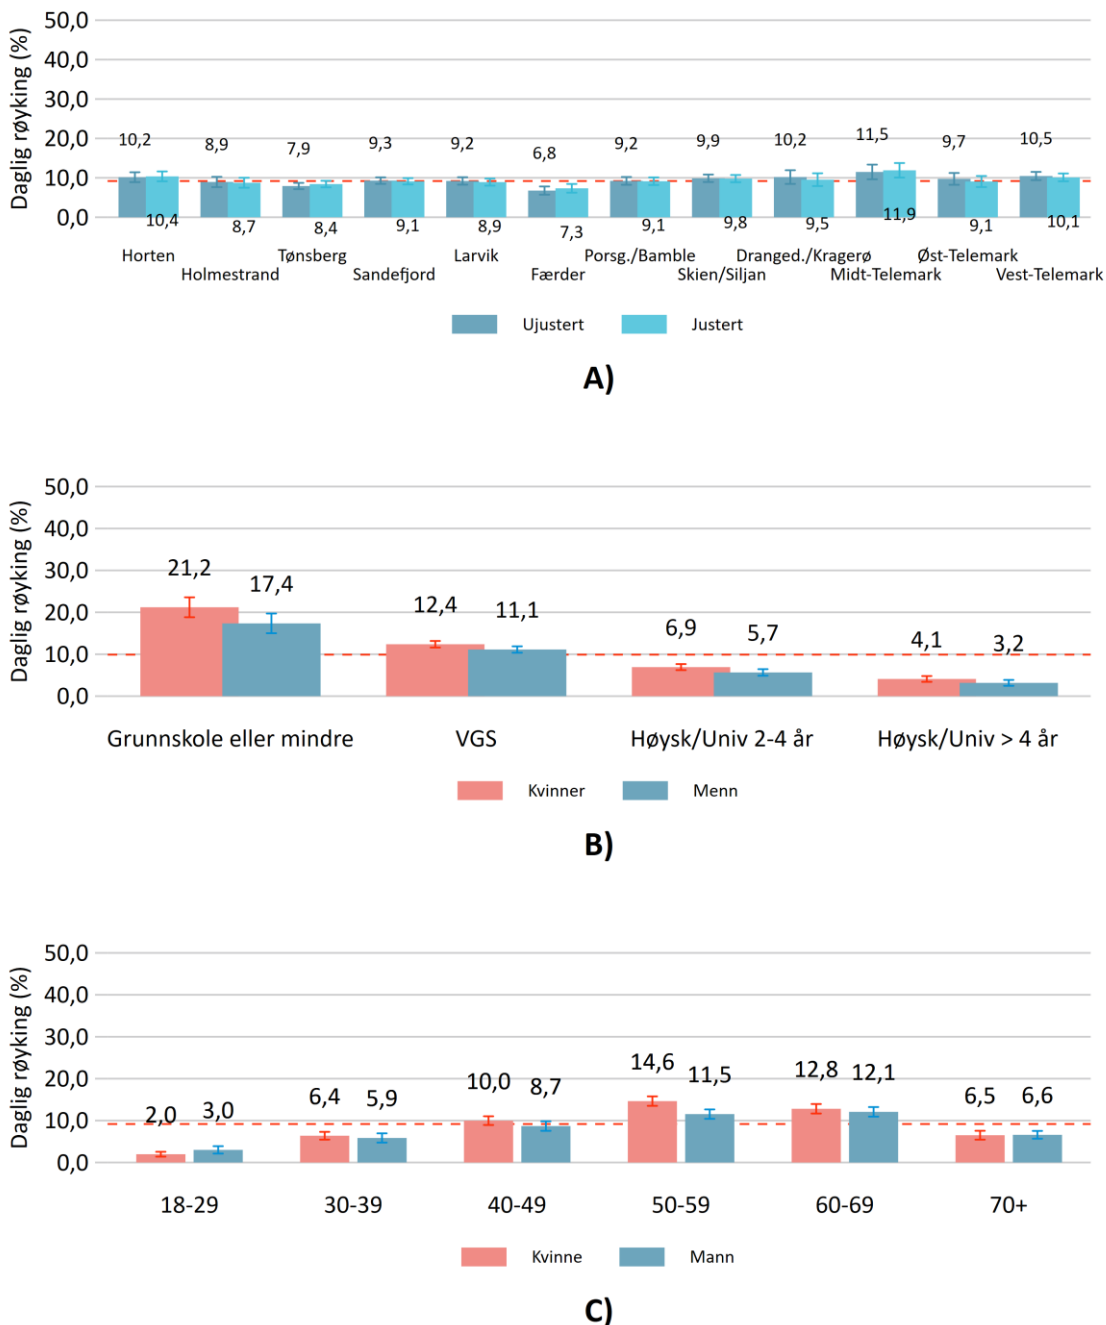 Daglig røyking (%)
50,0
40,0
30,0
20,0
10,0
0,0
10,2 8,9 7,9 9,3 9,2 6,8 9,2 9,9 10,2 11,5 9,7 10,5
10,4 8,7 8,4 9,1 8,9 7,3 9,1 9,8 9,5 11,9 9,1 10,1
Horten Tønsberg Larvik Porsg./Bamble Dranged./Kragerø Øst-Telemark
Holmestrand Sandefjord Færder Skien/Siljan Midt-Telemark Vest-Telemark
Ujustert Justert
A)
Daglig røyking (%)
50,0
40,0
30,0
20,0
10,0
0,0
21,2 17,4 12,4 11,1 6,9 5,7 4,1 3,2
Grunnskole eller mindre VGS Høysk/Univ 2-4 år Høysk/Univ > 4 år
Kvinner Menn
B)
Daglig røyking (%)
50,0
40,0
30,0
20,0
10,0
0,0
2,0 3,0 6,4 5,9 10,0 8,7 14,6 11,5 12,8 12,1 6,5 6,6
18-29 30-39 40-49 50-59 60-69 70+
Kvinne Mann
C)